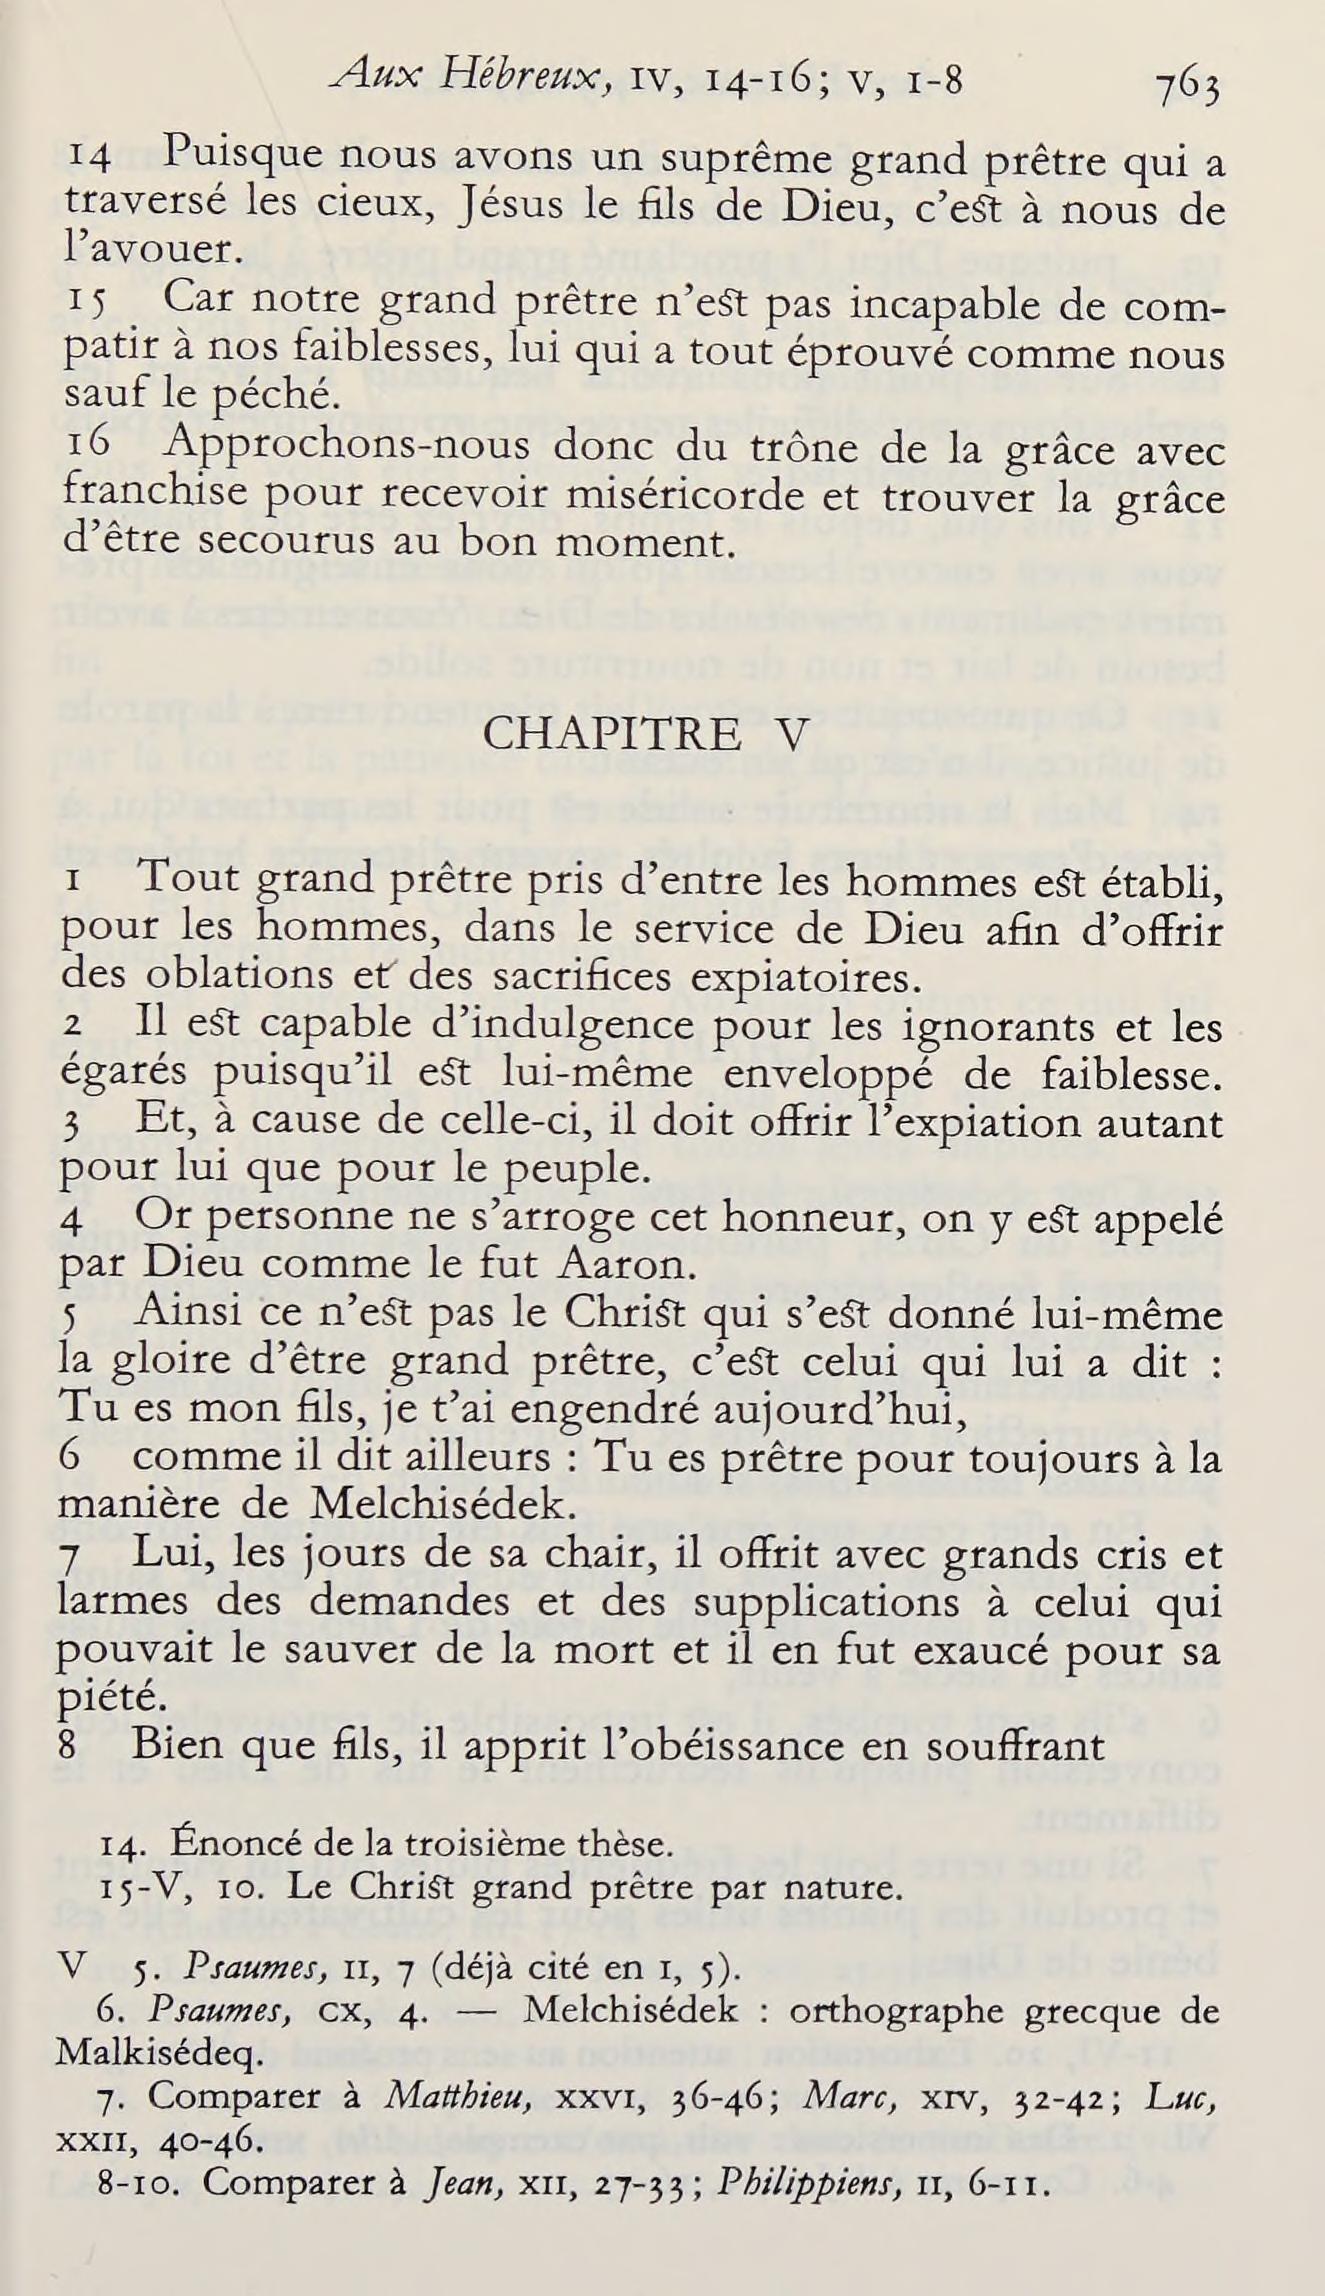 Aux Hébreux, IV, 14-16; V, 1-8 763
14 Puisque nous avons un suprême grand prêtre qui a
traversé les cieux, Jésus le fils de Dieu, c’est à nous de
l’avouer.
15 Car notre grand prêtre n’est pas incapable de com-
patir à nos faiblesses, lui qui a tout éprouvé comme nous
sauf le péché.
16 Approchons-nous donc du trône de la grâce avec
franchise pour recevoir miséricorde et trouver la grâce
d’être secourus au bon moment.
CHAPITRE V
1 Tout grand prêtre pris d’entre les hommes est établi,
pour les hommes, dans le service de Dieu afin d’offrir
des oblations et des sacrifices expiatoires.
2 Il est capable d’indulgence pour les ignorants et les
égarés puisqu’il est lui-même enveloppé de faiblesse.
3 Et, à cause de celle-ci, il doit offrir l’expiation autant
pour lui que pour le peuple.
4 Or personne ne s’arroge cet honneur, on y est appelé
par Dieu comme le fut Aaron.
5 Ainsi ce n’est pas le Christ qui s’est donné lui-même
la gloire d’être grand prêtre, c’est celui qui lui a dit :
Tu es mon fils, je t’ai engendré aujourd’hui,
6 comme il dit ailleurs : Tu es prêtre pour toujours à la
manière de Melchisédek.
7 Lui, les jours de sa chair, il offrit avec grands cris et
larmes des demandes et des supplications à celui qui
pouvait le sauver de la mort et il en fut exaucé pour sa
piété.
8 Bien que fils, il apprit l’obéissance en souffrant
14. Énoncé de la troisième thèse.
15-V, 10. Le Christ grand prêtre par nature.
V 5. Psaumes, II, 7 (déjà cité en I, 5).
6. Psaumes, CX, 4. — Melchisédek : orthographe grecque de
Malkisédeq.
7. Comparer à Matthieu, XXVI, 36-46; Marc, XIV, 32-42; Luc,
XXII, 40-46.
8-10. Comparer à Jean, XII, 27-33; Philippiens, II, 6-11.